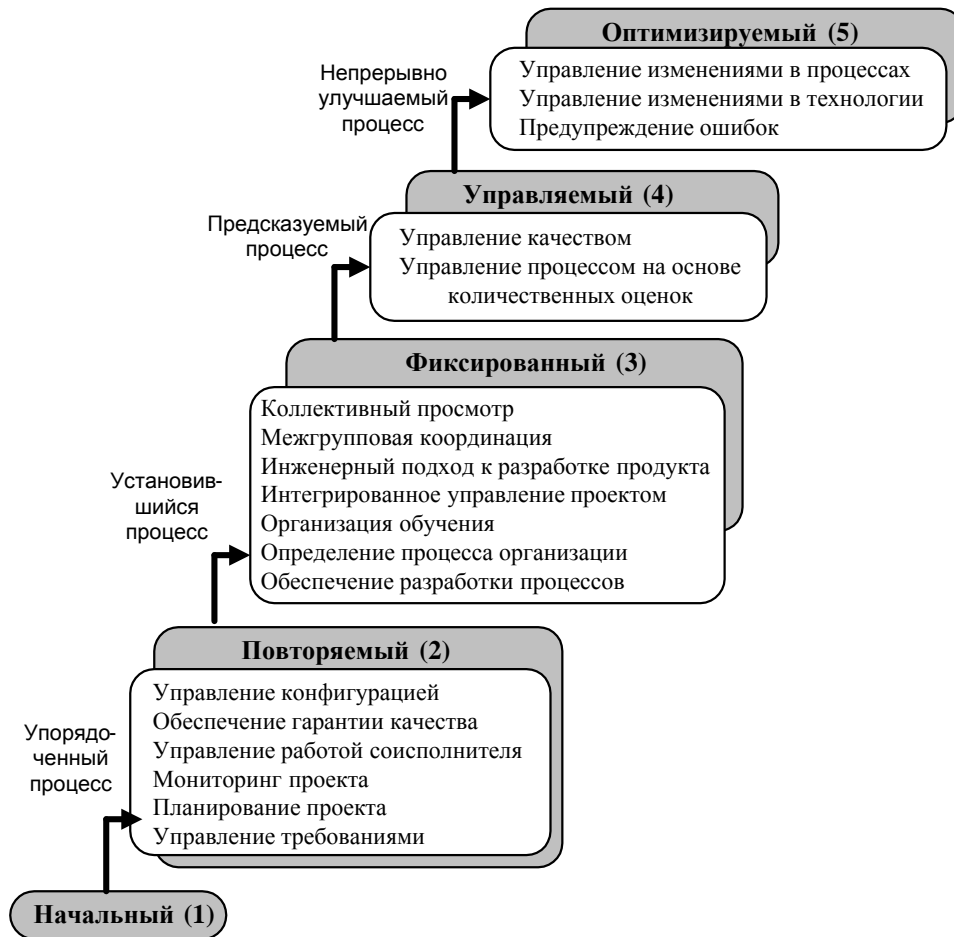 Оптимизируемый (5)
Непрерывно
улучшаемый
процесс
Управление изменениями в процессах
Управление изменениями в технологии
Предупреждение ошибок
Управляемый (4)
Предсказуемый
процесс
Управление качеством
Управление процессом на основе
количественных оценок
Фиксированный (3)
Коллективный просмотр
Межгрупповая координация
Инженерный подход к разработке продукта
Интегрированное управление проектом
Организация обучения
Определение процесса организации
Обеспечение разработки процессов
Установив-
шийся
процесс
Повторяемый (2)
Управление конфигурацией
Обеспечение гарантии качества
Управление работой соисполнителя
Мониторинг проекта
Планирование проекта
Управление требованиями
Упорядо-
ченный
процесс
Начальный (1)